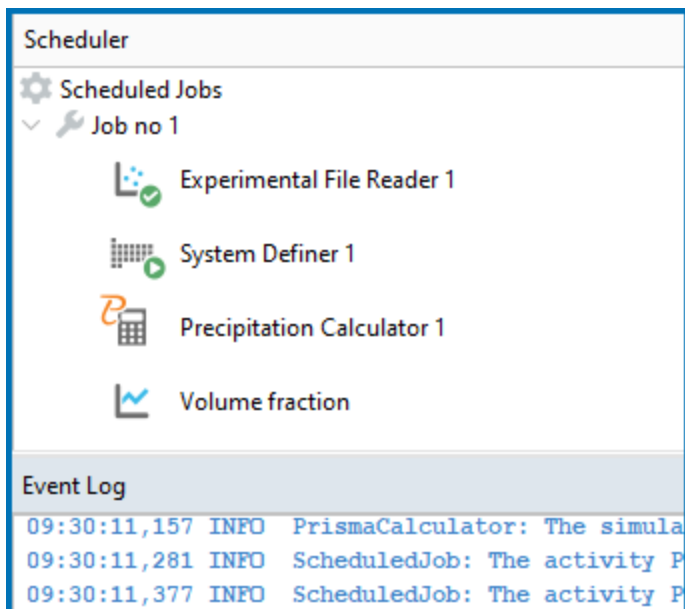 Scheduler
Scheduled Jobs
Job no 1
Experimental File Reader 1
System Definer 1
Precipitation Calculator 1
Volume fraction
Event Log
09:30:11,157 INFO PrismaCalculator: The simula
09:30:11,281 INFO ScheduledJob: The activity P
09:30:11,377 INFO ScheduledJob: The activity P